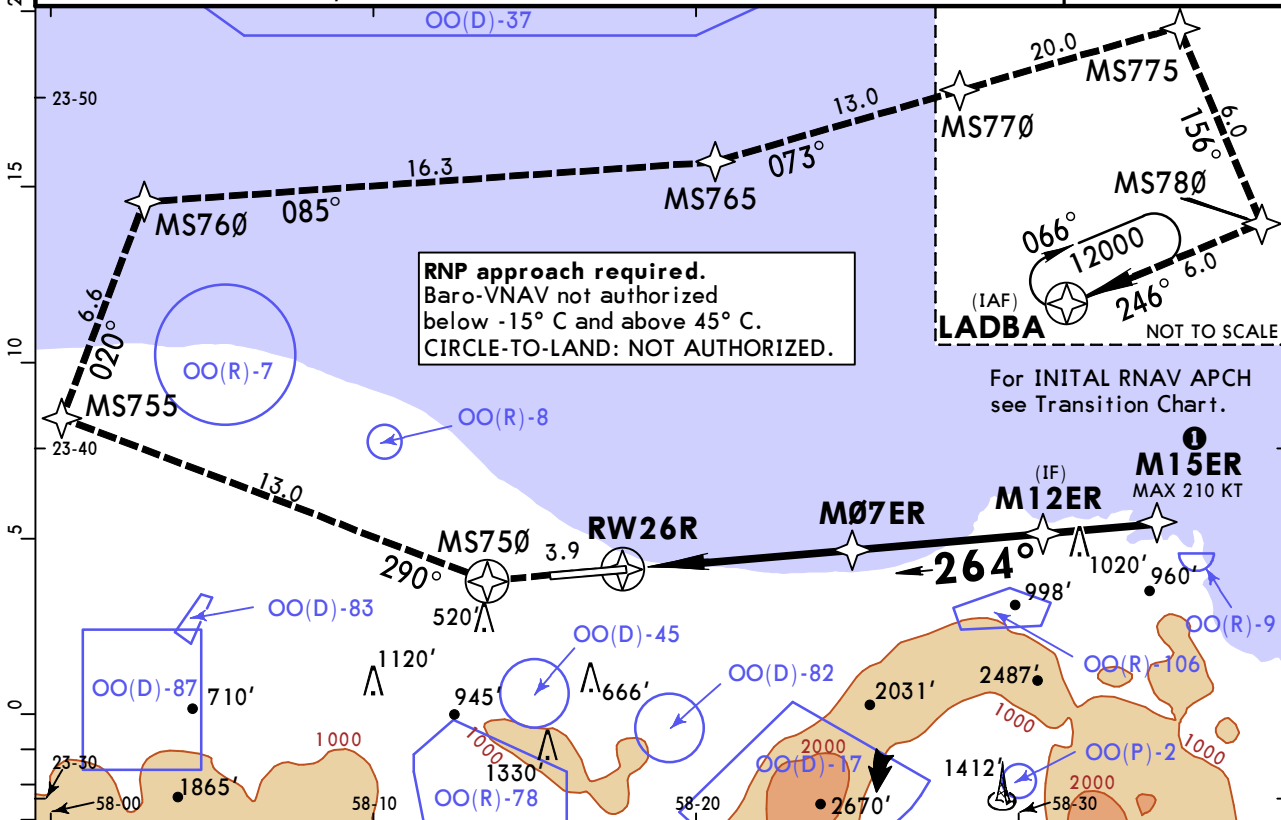 OO(D)-37
20.0
MS775
23-50
13.0
MS77Ø
6.0
156°
15
16.3
073°
MS765
085°
MS76Ø
MS78Ø
066°
12000
6.0
246°
(IAF)
LADBA
NOT TO SCALE
RNP approach required.
Baro-VNAV not authorized
below -15° C and above 45° C.
CIRCLE-TO-LAND: NOT AUTHORIZED.
6.6
020°
10
OO(R)-7
For INITAL RNAV APCH
see Transition Chart.
MS755
OO(R)-8
23-40
1
M15ER
MAX 210 KT
(IF)
M12ER
13.0
5
MS75Ø
3.9
RW26R
MØ7ER
290°
264°
1020'
960'
998'
520'
OO(D)-83
OO(D)-45
OO(R)-9
OO(R)-106
1120'
OO(D)-87
710'
945'
666'
OO(D)-82
2031'
2487'
0
1000
1000
1000
1000
1330'
2000
OO(D)-17
OO(P)-2
1412'
23-30
1865'
58-00
58-10
OO(R)-78
58-20
2670'
58-30
2000